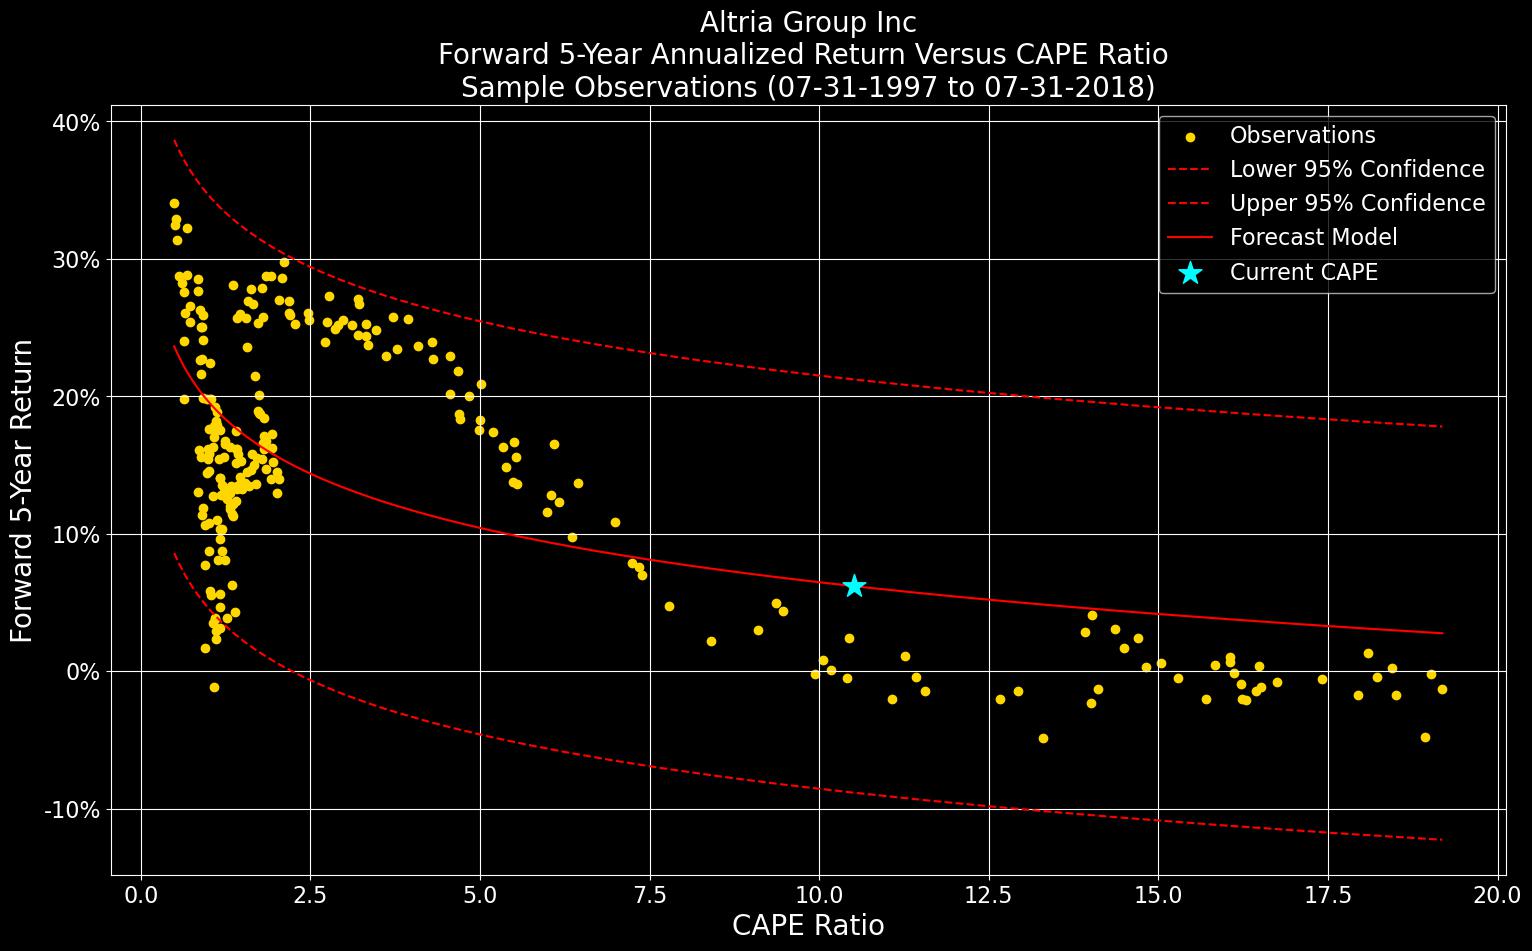 Altria Group Inc
Forward 5-Year Annualized Return Versus CAPE Ratio
Sample Observations (07-31-1997 to 07-31-2018)
Observations
Lower 95% Confidence
Upper 95% Confidence
Forecast Model
Current CAPE
Forward 5-Year Return
40%
30%
20%
10%
0%
-10%
0.0 2.5 5.0 7.5 10.0 12.5 15.0 17.5 20.0
CAPE Ratio